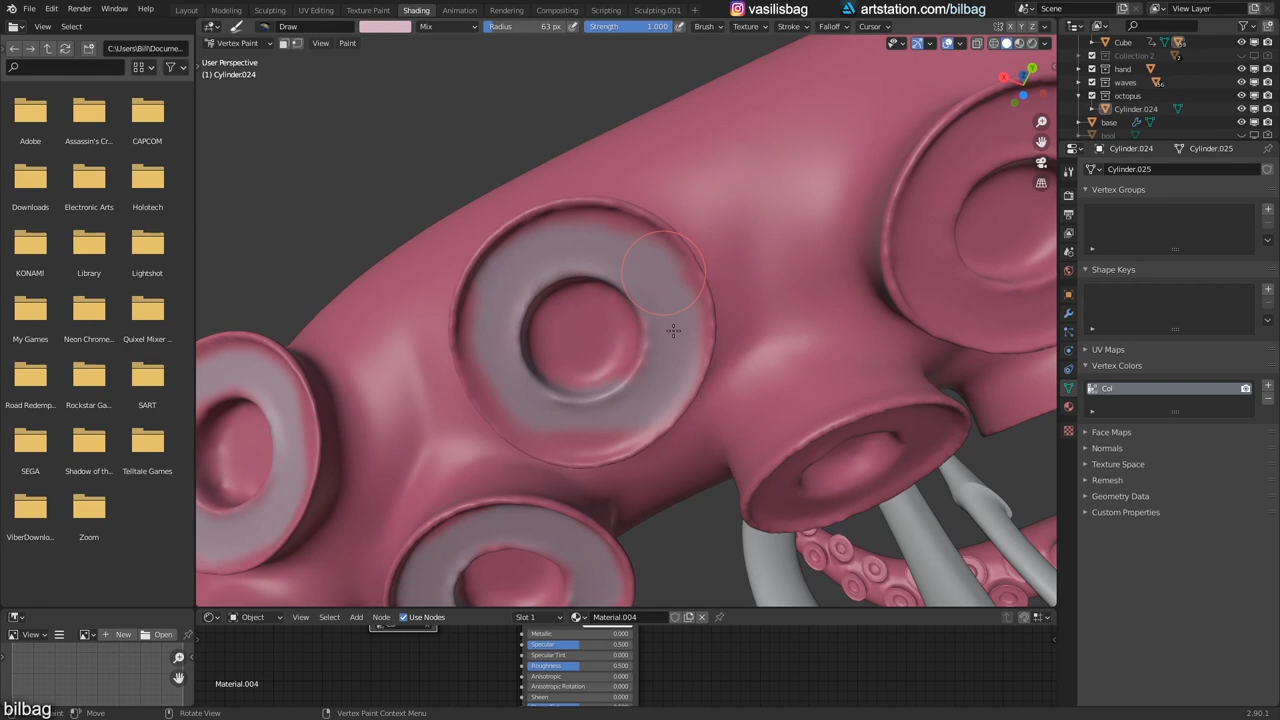 File Edit Render Window Help Layout Modeling Sculpting UV Editing Texture Paint Shading Animation Rendering Compositing Scripting Sculpting.001 vasilisbag artstation.com/bilbag Scene View Layer
C:\Users\Bill\Docume... Draw Mix Radius 63 px Strength 1.000 Brush Texture Stroke Falloff Cursor
View Select Vertex Paint View Paint X Y Z
User Perspective
(1) Cylinder.024
Cube
Collection 2
hand
waves
octopus
Cylinder.024
base
bool
Cylinder.024 Cylinder.025
Cylinder.025
Vertex Groups
Shape Keys
UV Maps
Vertex Colors
Col
Face Maps
Normals
Texture Space
Remesh
Geometry Data
Custom Properties
Adobe Assassin's Cr... CAPCOM
Downloads Electronic Arts Holotech
KONAMI Library Lightshot
My Games Neon Chrome... Quixel Mixer ...
Road Redemp... Rockstar Ga... SART
SEGA Shadow of th... Telltale Games
ViberDownlo... Zoom
View New Open
Object View Select Add Node Use Nodes Slot 1 Material.004
Metallic 0.000
Specular 0.500
Specular Tint 0.000
Roughness 0.500
Anisotropic 0.000
Anisotropic Rotation 0.000
Sheen 0.000
Material.004
bilbag
Move Rotate View Vertex Paint Context Menu 2.90.1